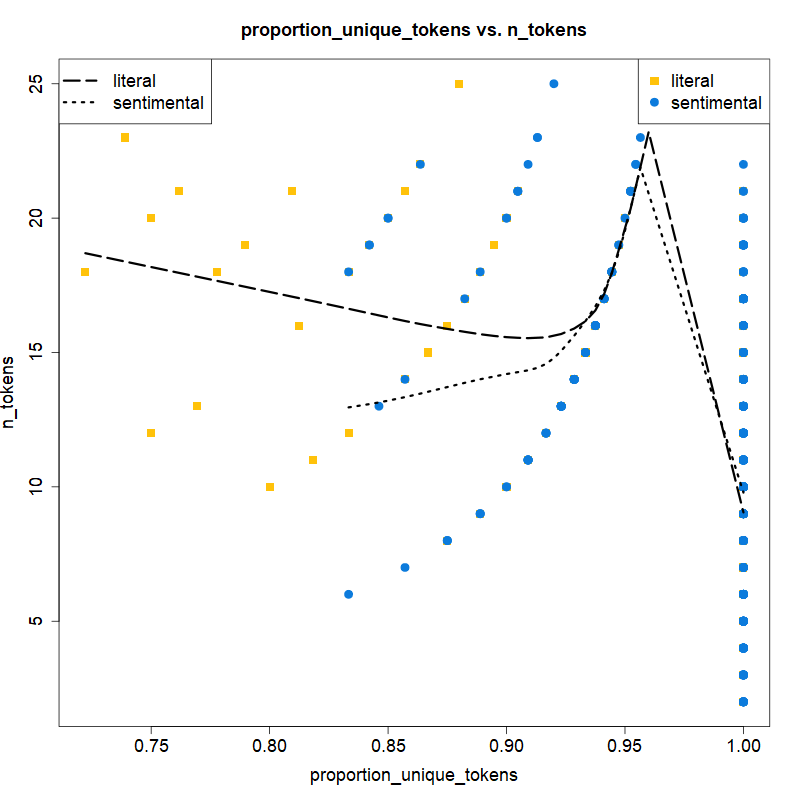 proportion_unique_tokens vs. n_tokens
literal
sentimental
literal
sentimental
n_tokens
25
20
15
10
5
0.75 0.80 0.85 0.90 0.95 1.00
proportion_unique_tokens